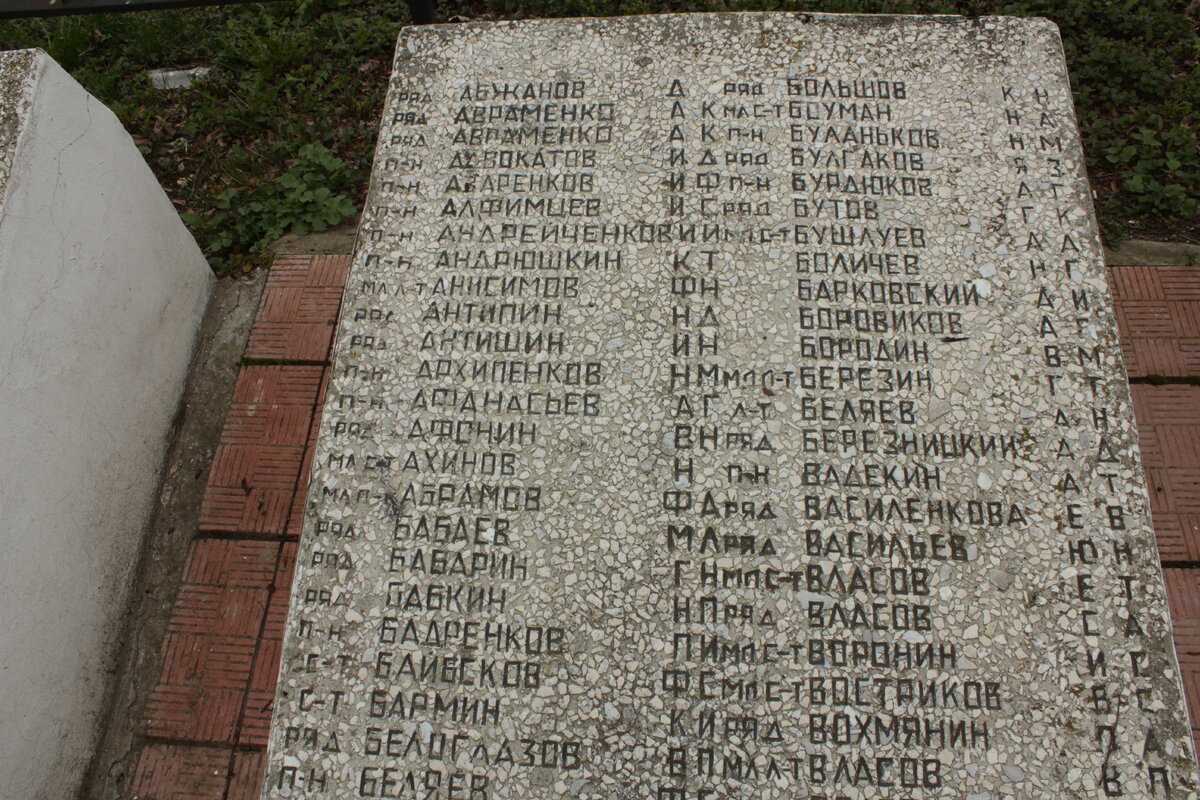 ряд АБЖАНОВ Д ряд БОЛЬШОВ К Н
ряд АВРАМЕНКО А К мл с-т БОУМАН Н А
ряд АВРАМЕНКО А К п-н БУЛАНЬКОВ Н М
п-н АДВОКАТОВ И Д ряд БУЛГАКОВ Я З
п-н АКАРЕНКОВ И Ф п-н БУРДЮКОВ А Т
п-н АЛФИМЦЕВ И С ряд БУТОВ Г К
п-н АНДРЕЙЧЕНКОВ И И мл с-т БУШЛУЕВ Д А
п-н АНДРЮШКИН К Т БОЛИЧЕВ Н Г
мл л-т АНИСИМОВ Ф Н БАРКОВСКИЙ А И
ряд АНТИПИН Н Д БОРОВИКОВ А Г
ряд АНТИШИН И Н БОРОДИН В М
п-н АРХИПЕНКОВ Н М мл л-т БЕРЕЗИН Г Т
п-н АФАНАСЬЕВ А Г л-т БЕЛЯЕВ Д Н
ряд АФОНИН В Н ряд БЕРЕЗНИЦКИЙ А Д
мл с-т АХИНОВ Н п-н ВАДЕКИН А Т
мл л-т АБРАМОВ Ф А ряд ВАСИЛЕНКОВА Е В
ряд БАБАЕВ М А ряд ВАСИЛЬЕВ Ю Н
ряд БАБАРИН Г Н мл с-т ВЛАСОВ Е Т
ряд БАБКИН Н П ряд ВЛАСОВ С А
п-н БАДРЕНКОВ П И мл с-т ВОРОНИН И Г
с-т Ф С мл с-т ВОСТРИКОВ В С
с-т БАРМИН К И ряд ВОХМЯНИН П А
ряд БЕЛОГЛАЗОВ В П мл л-т ВЛАСОВ В П
п-н БЕЛЯЕВ